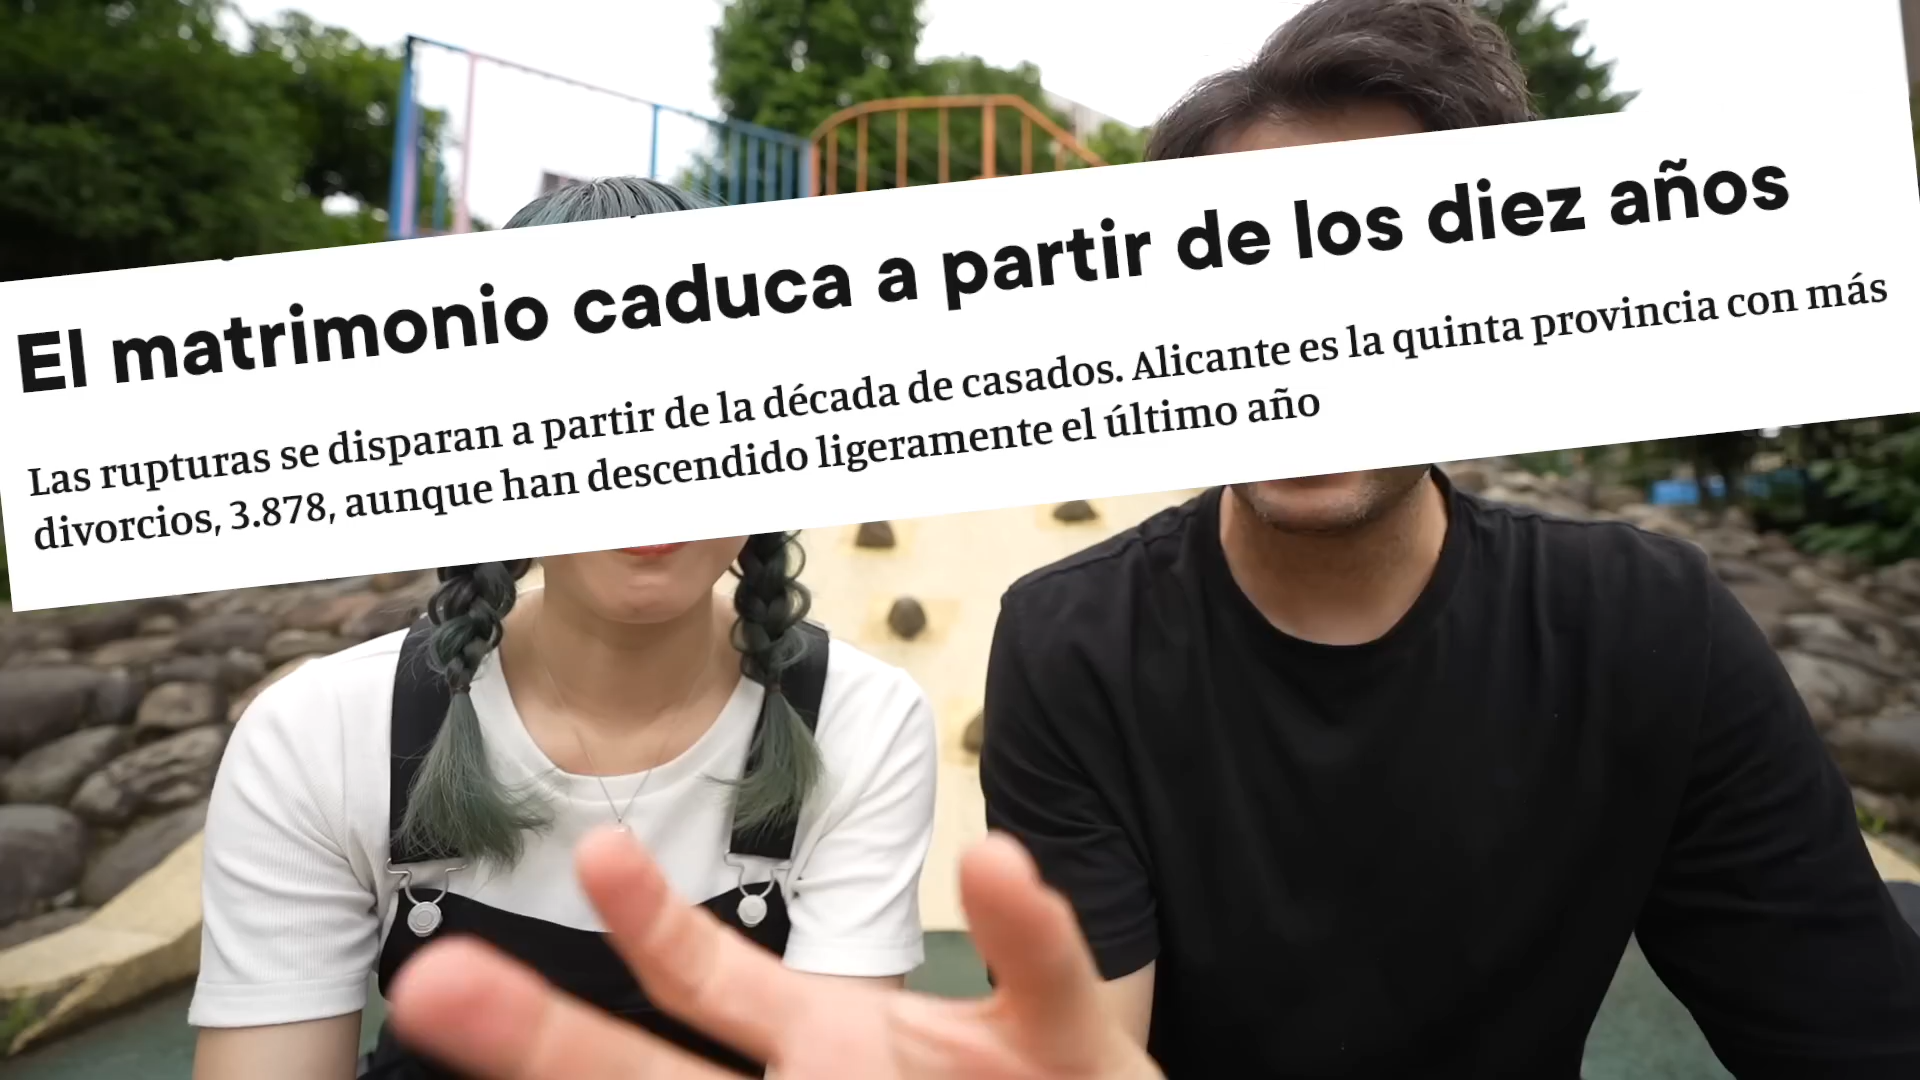 El matrimonio caduca a partir de los diez años
Las rupturas se disparan a partir de la década de casados. Alicante es la quinta provincia con más
divorcios, 3.878, aunque han descendido ligeramente el último año